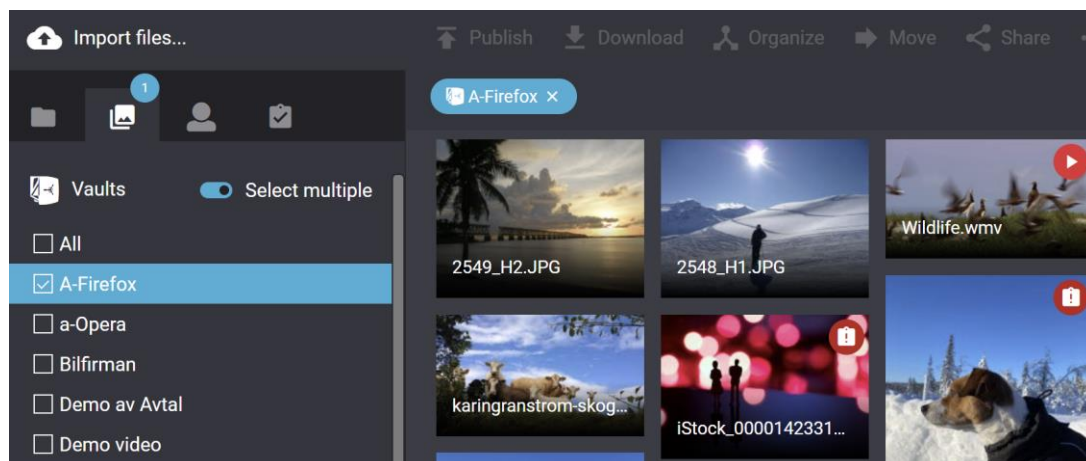 Import files...
Publish
Download
Organize
Move
Share
1
A-Firefox ×
Vaults
Select multiple
All
A-Firefox
a-Opera
Bilfirman
Demo av Avtal
Demo video
2549_H2.JPG
2548_H1.JPG
Wildlife.wmv
karingranstrom-skog...
iStock_0000142331...